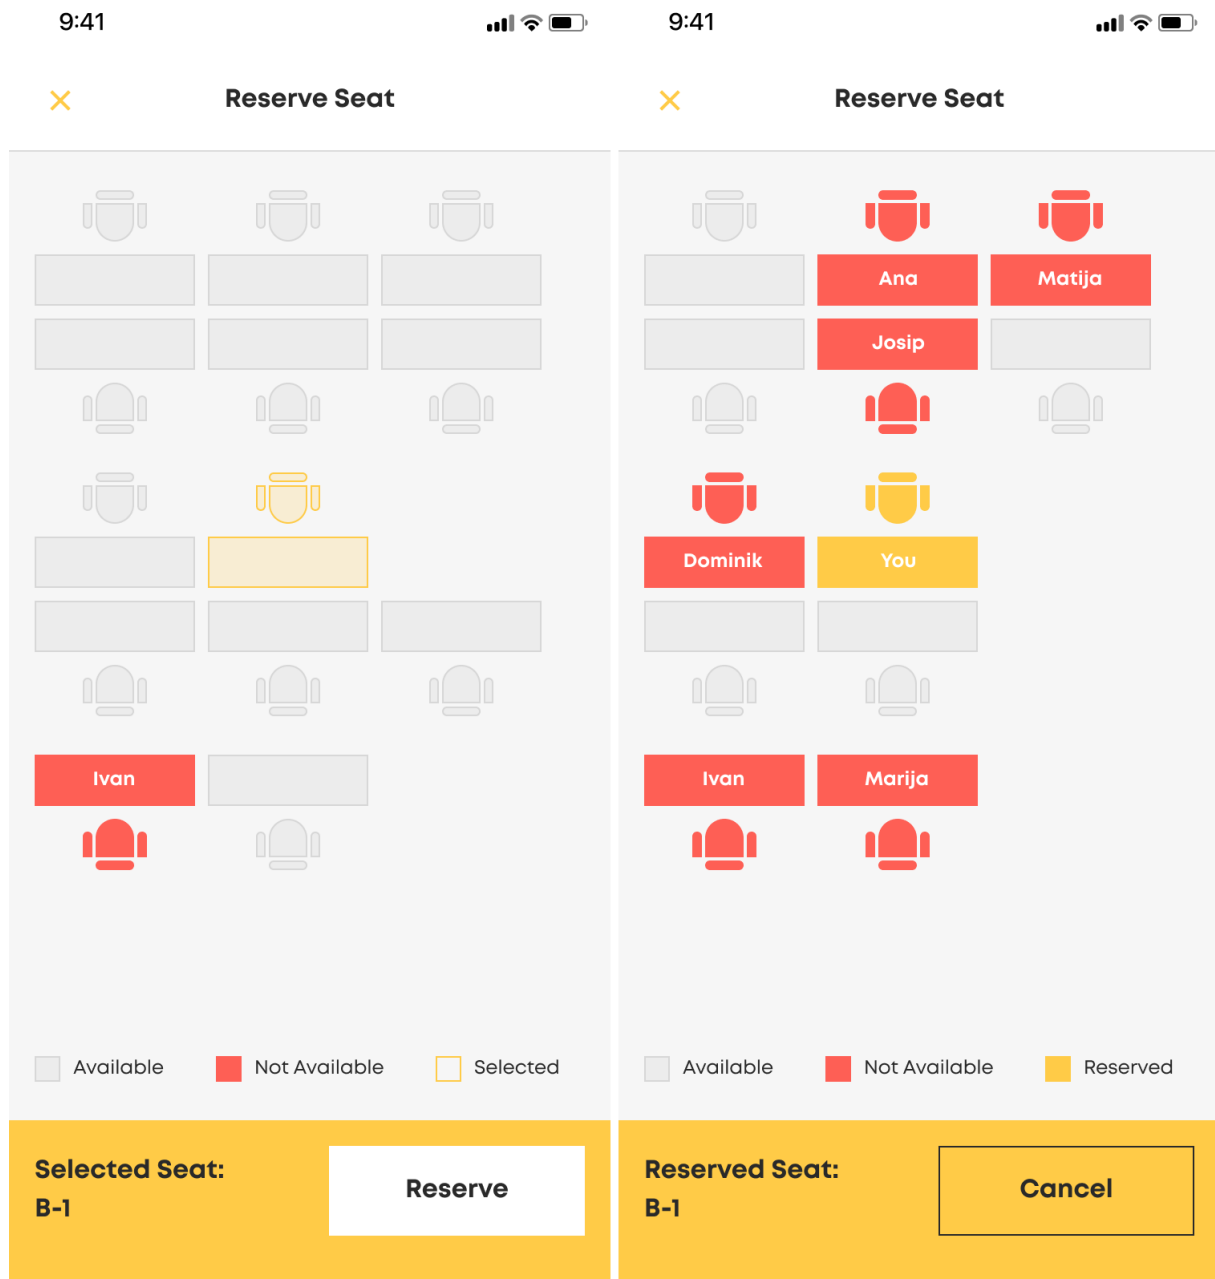 9:41
Reserve Seat
Ivan
Available
Not Available
Selected
Selected Seat:
B-1
Reserve
9:41
Reserve Seat
Ana
Matija
Josip
Dominik
You
Ivan
Marija
Available
Not Available
Reserved
Reserved Seat:
B-1
Cancel